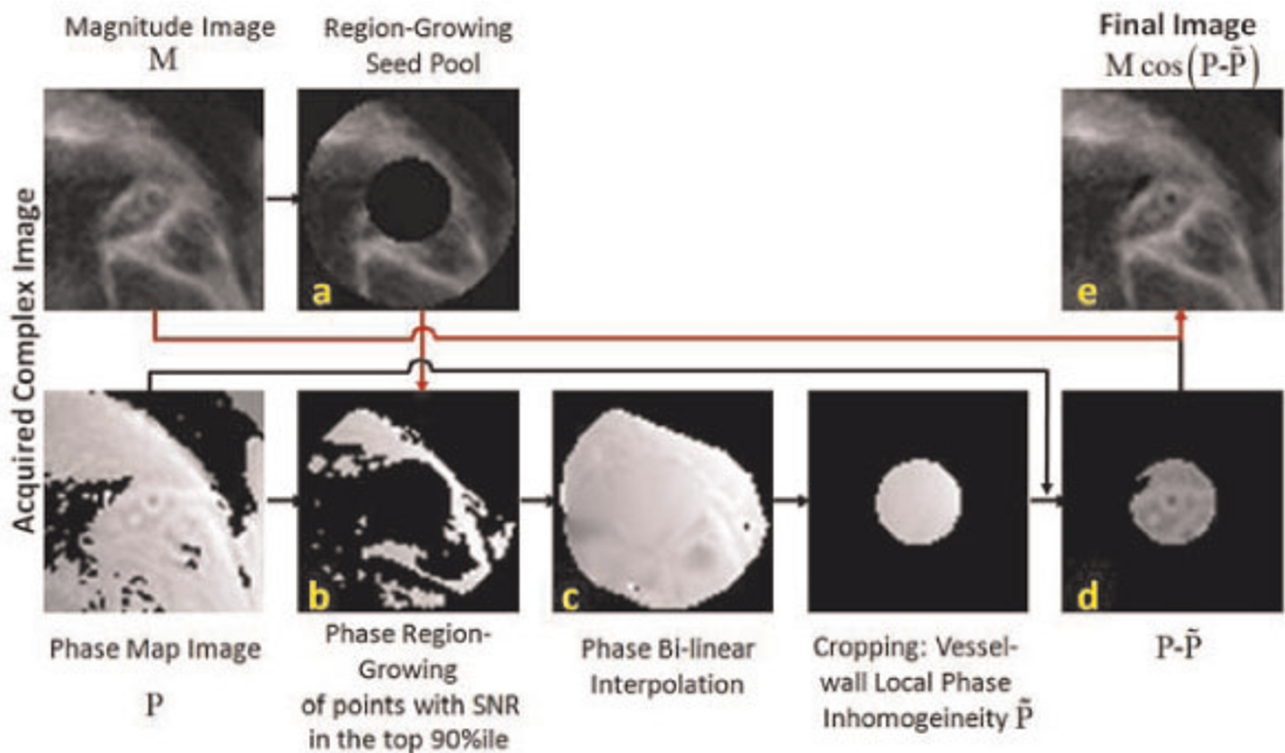 Magnitude Image
M
Region-Growing
Seed Pool
Final Image
M cos(P-P̃)
Acquired Complex Image
a
e
b
c
d
Phase Map Image
P
Phase Region-
Growing
of points with SNR
in the top 90%ile
Phase Bi-linear
Interpolation
Cropping: Vessel-
wall Local Phase
Inhomogeineity P̃
P-P̃